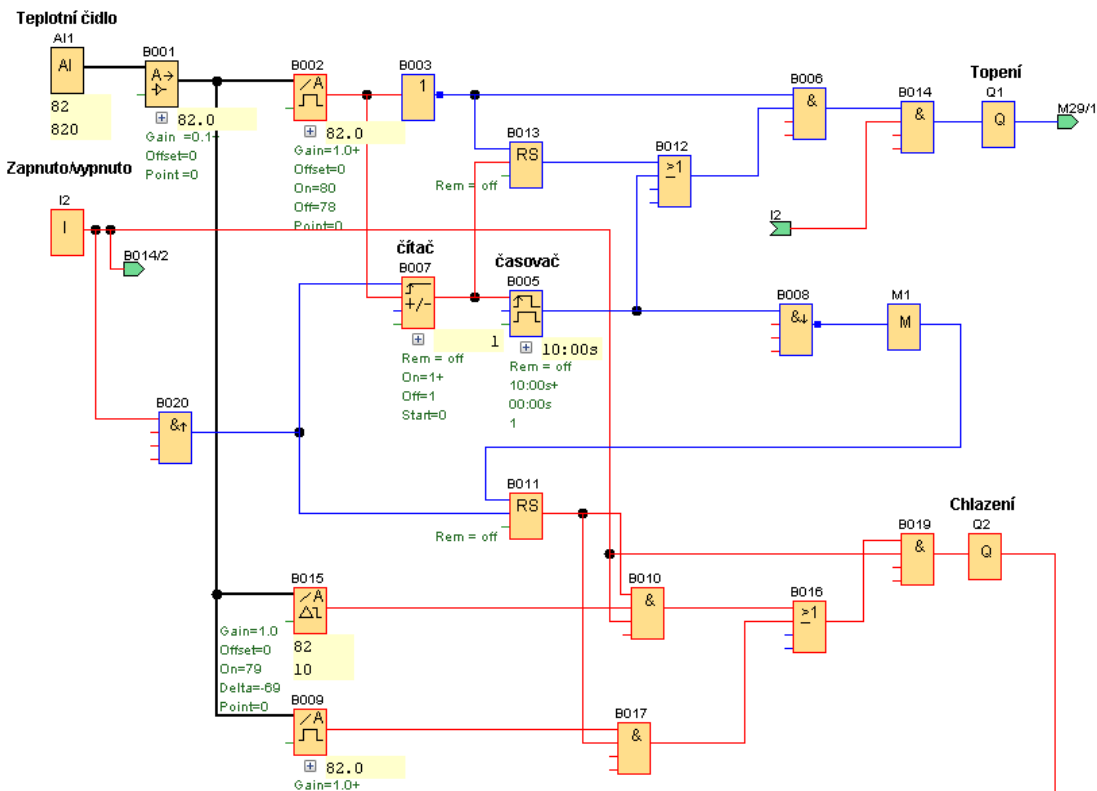 Teplotní čidlo
AI1
AI
82
820
B001
A→
82.0
Gain =0.1+
Offset=0
Point =0
B002
/A
82.0
Gain=1.0+
Offset=0
On=80
Off=78
Point=0
B003
1
B013
RS
Rem = off
B012
≥1
B006
&
B014
&
Topení
Q1
Q
M29/1
Zapnuto/vypnuto
I2
I
B014/2
I2
čítač
B007
+/-
1
Rem = off
On=1+
Off=1
Start=0
časovač
B005
10:00s
Rem = off
10:00s+
00:00s
1
B008
&↓
M1
M
B020
&↑
B011
RS
Rem = off
Chlazení
B019
&
Q2
Q
B015
/A
Δ
Gain=1.0
Offset=0
On=79
Delta=-69
Point=0
82
10
B010
&
B016
≥1
B009
/A
82.0
Gain=1.0+
B017
&